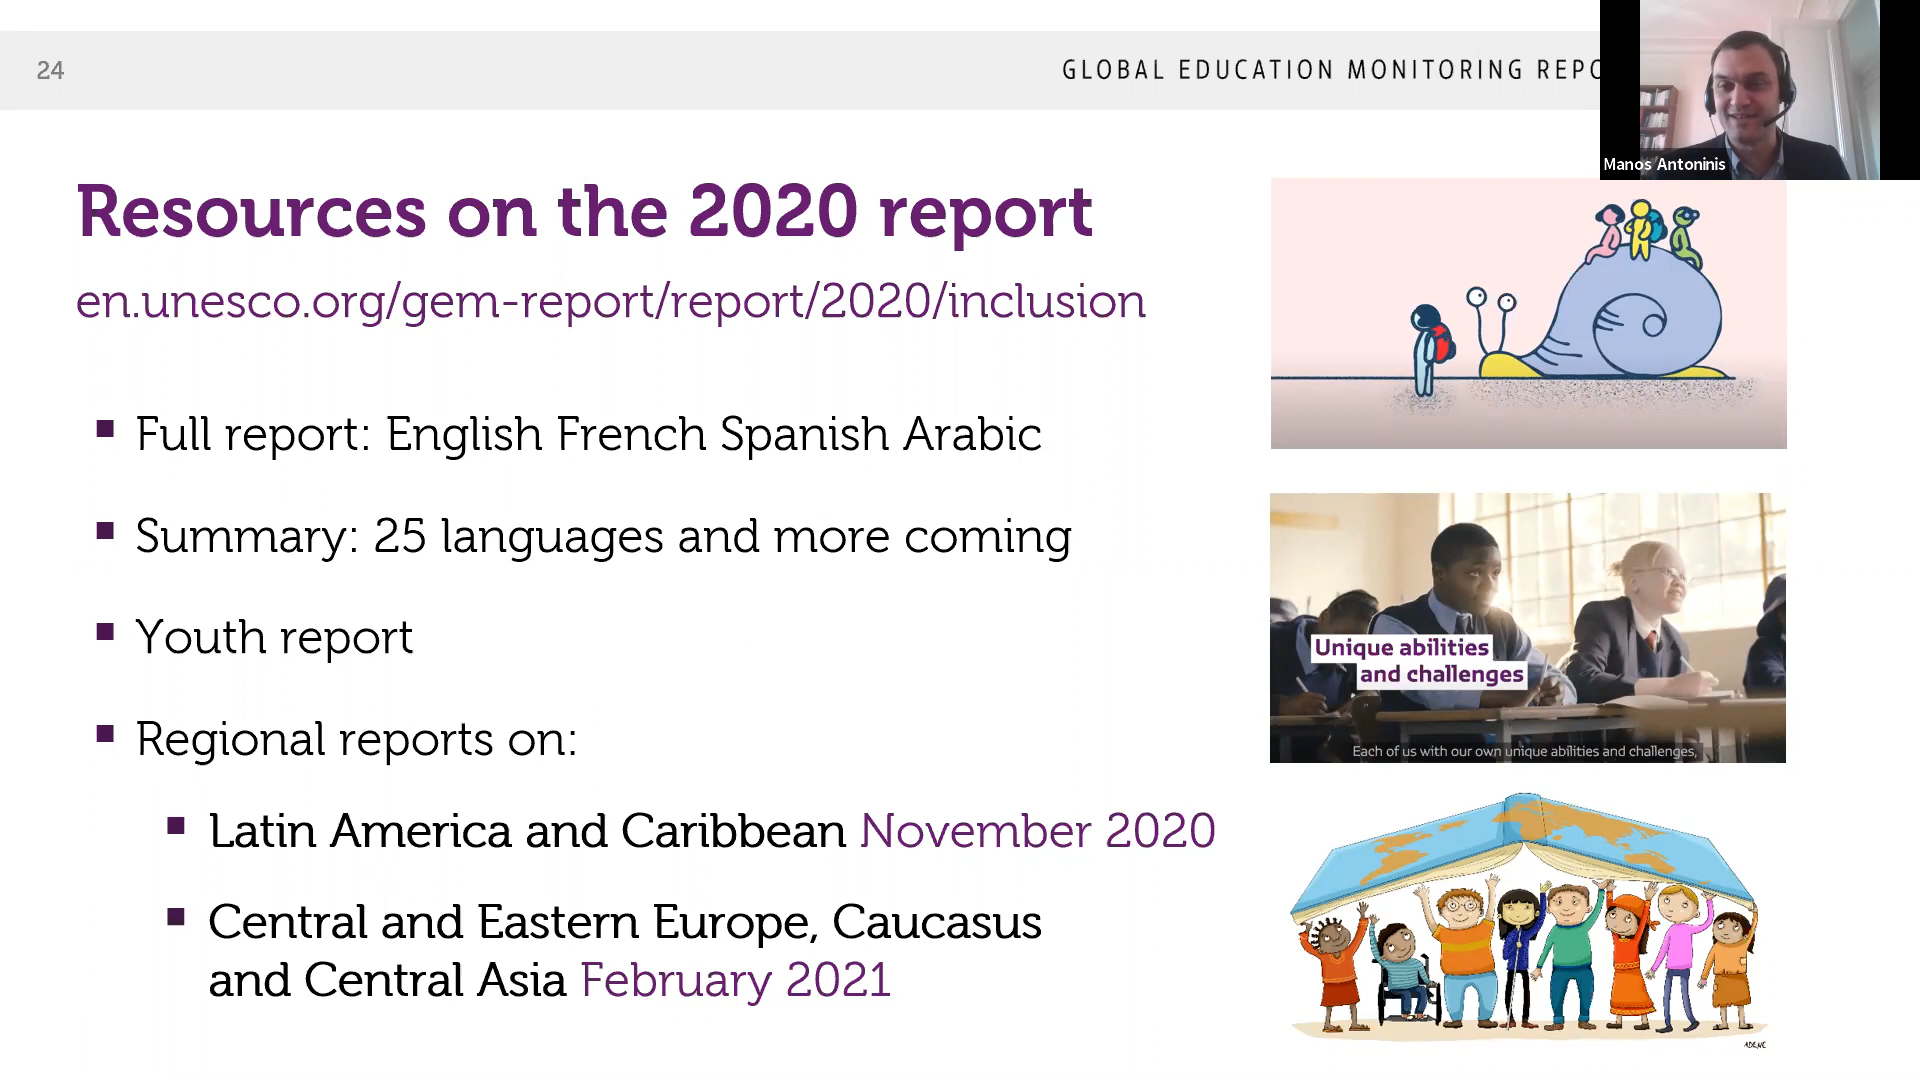 24
GLOBAL EDUCATION MONITORING REPO
Manos Antoninis
Resources on the 2020 report
en.unesco.org/gem-report/report/2020/inclusion
▪ Full report: English French Spanish Arabic
▪ Summary: 25 languages and more coming
▪ Youth report
▪ Regional reports on:
▪ Latin America and Caribbean November 2020
▪ Central and Eastern Europe, Caucasus
and Central Asia February 2021
Unique abilities
and challenges
Each of us with our own unique abilities and challenges,